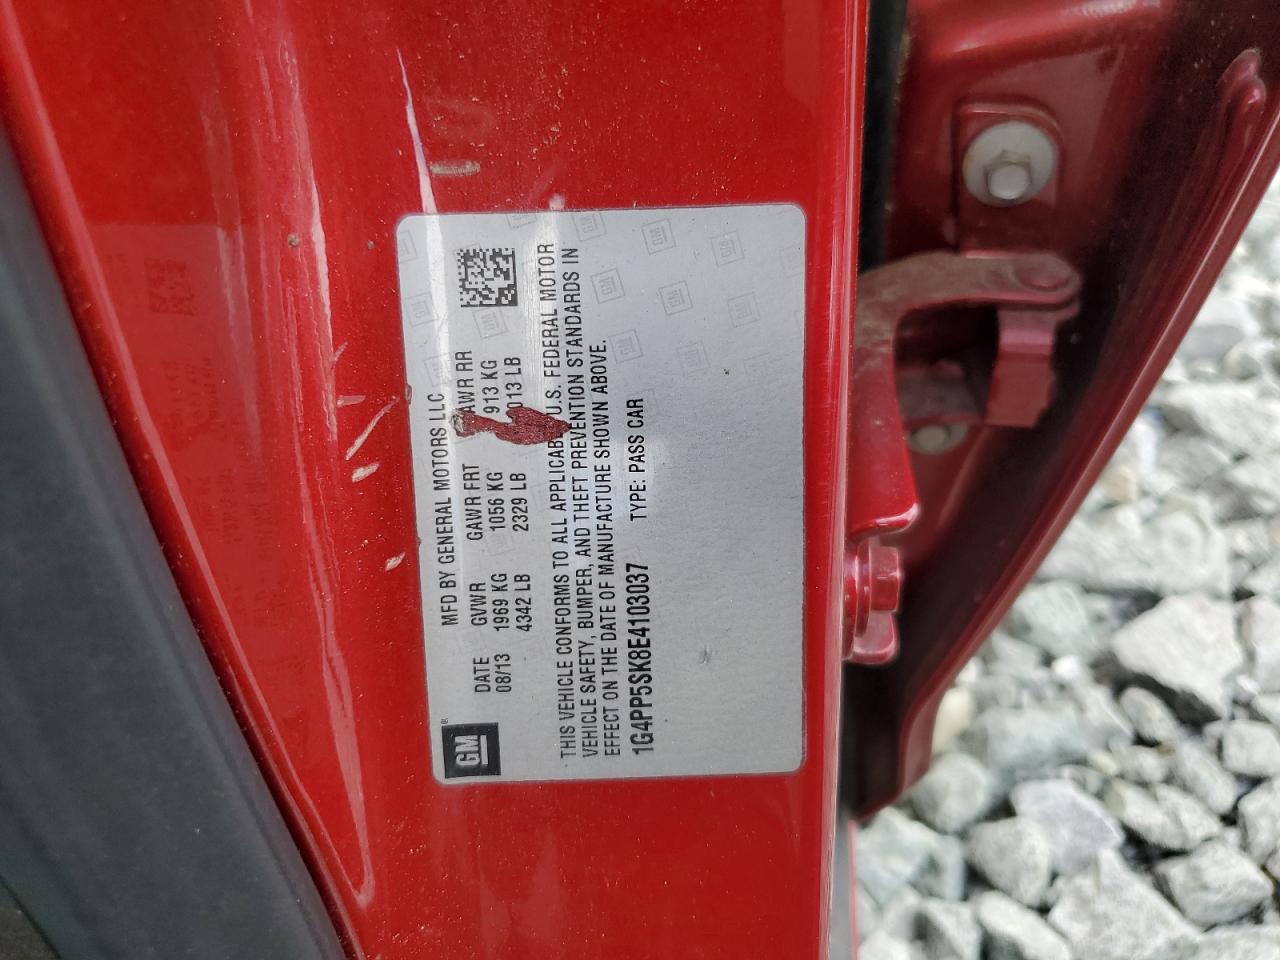 GM
MFD BY GENERAL MOTORS LLC
DATE GVWR GAWR FRT GAWR RR
08/13 1969 KG 1056 KG 913 KG
4342 LB 2329 LB 013 LB
THIS VEHICLE CONFORMS TO ALL APPLICAB U.S. FEDERAL MOTOR
VEHICLE SAFETY, BUMPER, AND THEFT PREVENTION STANDARDS IN
EFFECT ON THE DATE OF MANUFACTURE SHOWN ABOVE.
1G4PP5SK8E4103037 TYPE: PASS CAR